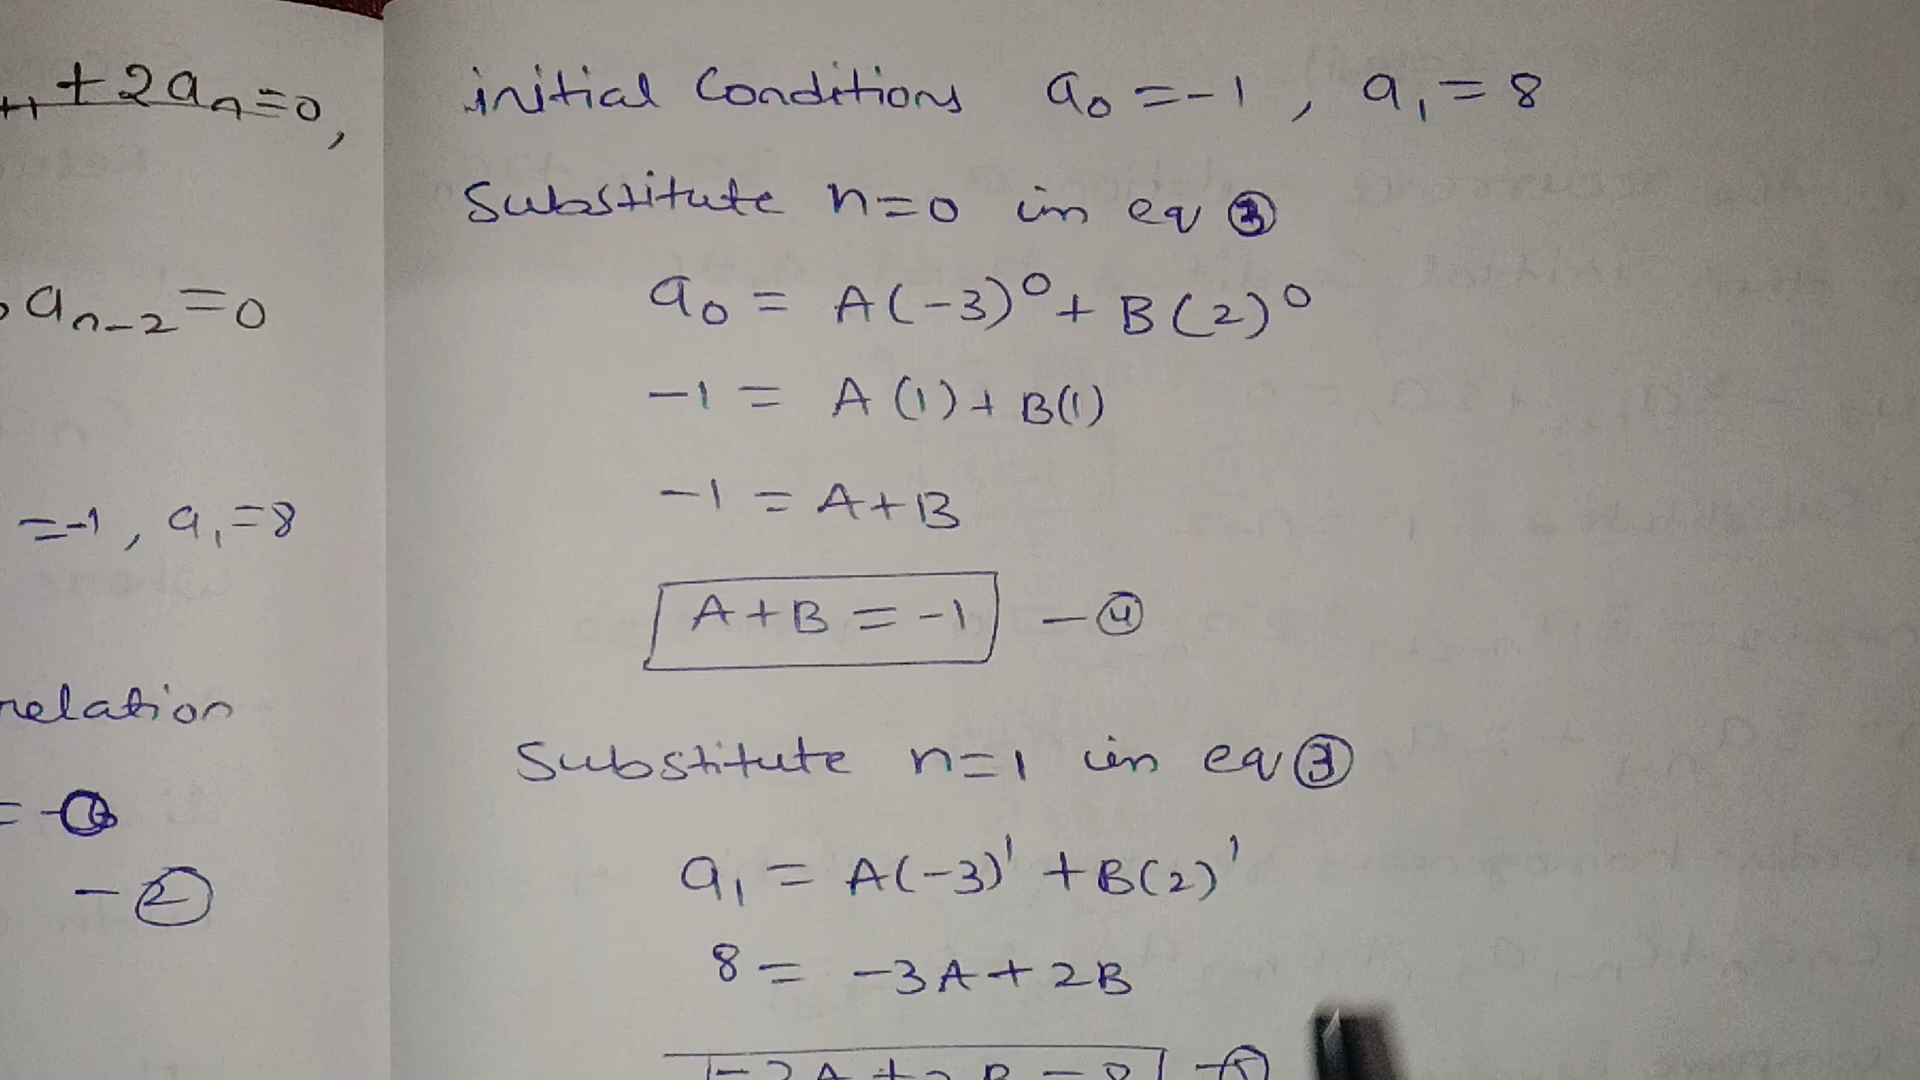 +2aₙ=0,
aₙ₋₂=0
=-1, a₁=8
relation
-②
initial Conditions a₀=-1, a₁=8
Substitute n=0 in eq ③
a₀ = A(-3)⁰+ B(2)⁰
-1 = A(1)+ B(1)
-1 = A+B
A+B = -1 -④
Substitute n=1 in eq ③
a₁ = A(-3)¹ +B(2)¹
8 = -3A+2B